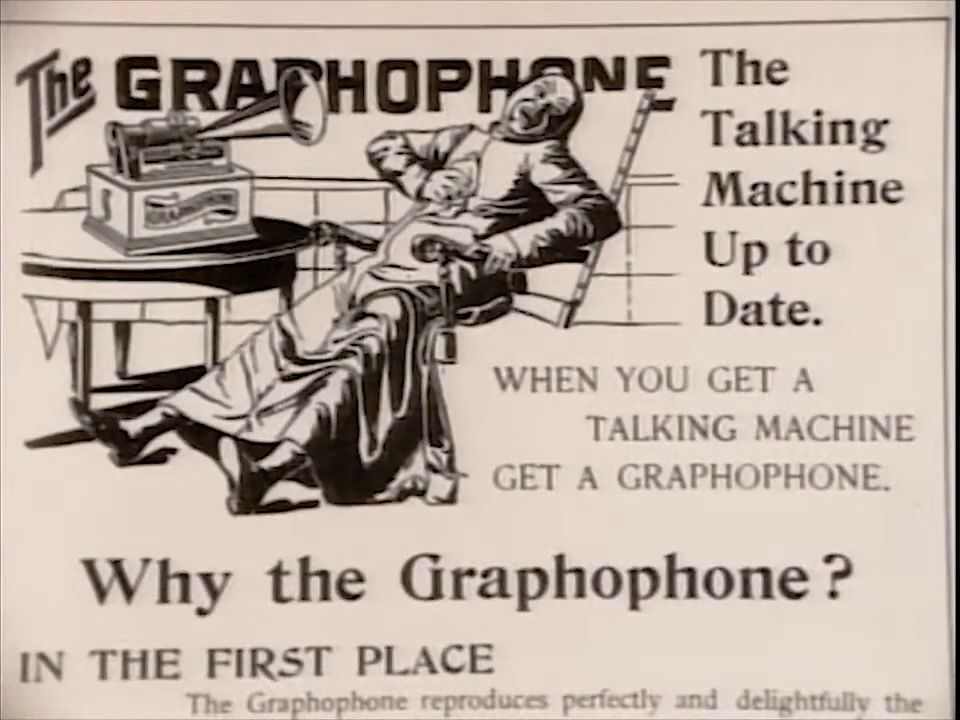 The GRAPHOPHONE
GRAPHOPHONE
The
Talking
Machine
Up to
Date.
WHEN YOU GET A
TALKING MACHINE
GET A GRAPHOPHONE.
Why the Graphophone?
IN THE FIRST PLACE
The Graphophone reproduces perfectly and delightfully the